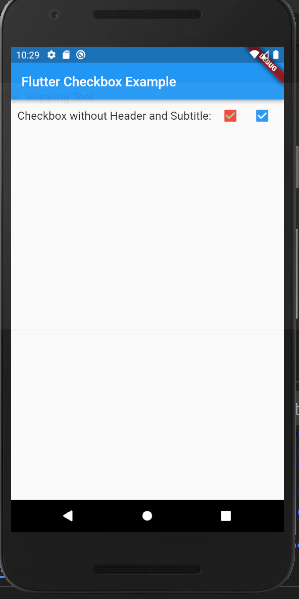 10:29
DEBUG
Flutter Checkbox Example
Checkbox without Header and Subtitle: